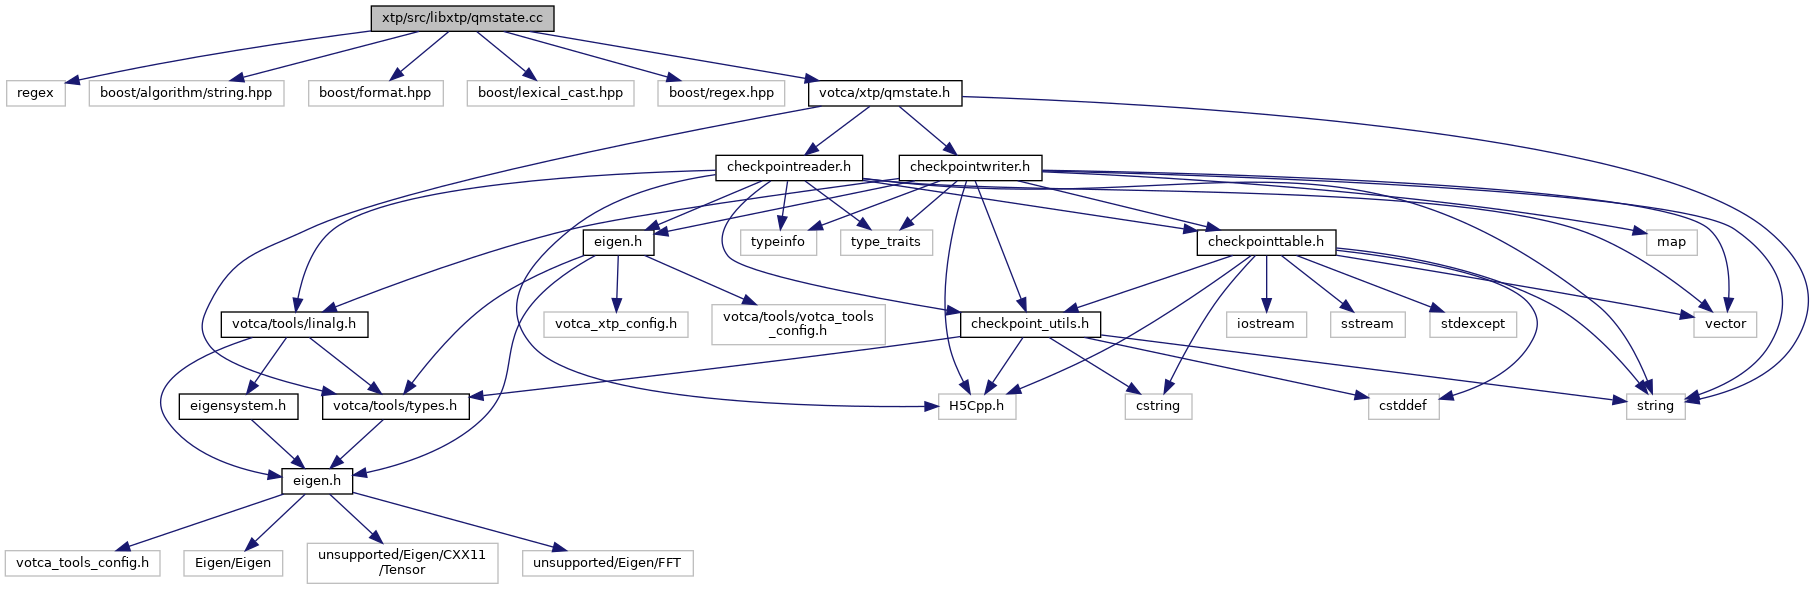 xtp/src/libxtp/qmstate.cc
regex
boost/algorithm/string.hpp
boost/format.hpp
boost/lexical_cast.hpp
boost/regex.hpp
votca/xtp/qmstate.h
checkpointreader.h
checkpointwriter.h
eigen.h
typeinfo
type_traits
checkpointtable.h
map
votca/tools/linalg.h
votca_xtp_config.h
votca/tools/votca_tools
_config.h
checkpoint_utils.h
iostream
sstream
stdexcept
vector
eigensystem.h
votca/tools/types.h
H5Cpp.h
cstring
cstddef
string
eigen.h
votca_tools_config.h
Eigen/Eigen
unsupported/Eigen/CXX11
/Tensor
unsupported/Eigen/FFT